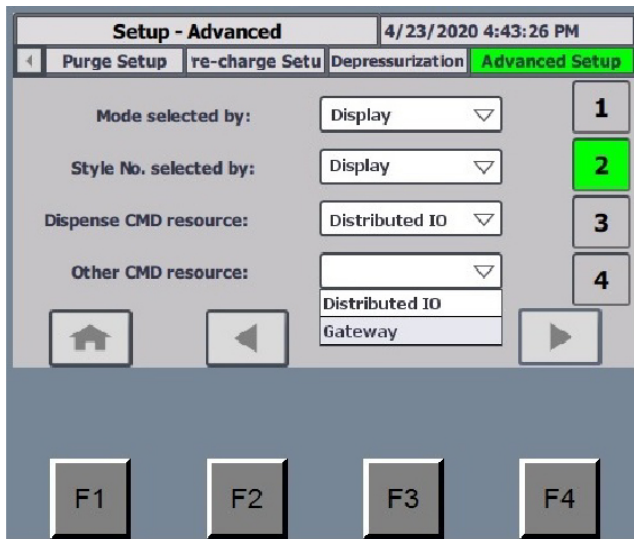 Setup - Advanced 4/23/2020 4:43:26 PM
Purge Setup re-charge Setu Depressurization Advanced Setup
Mode selected by: Display 1
Style No. selected by: Display 2
Dispense CMD resource: Distributed IO 3
Other CMD resource: 4
Distributed IO
Gateway
F1 F2 F3 F4